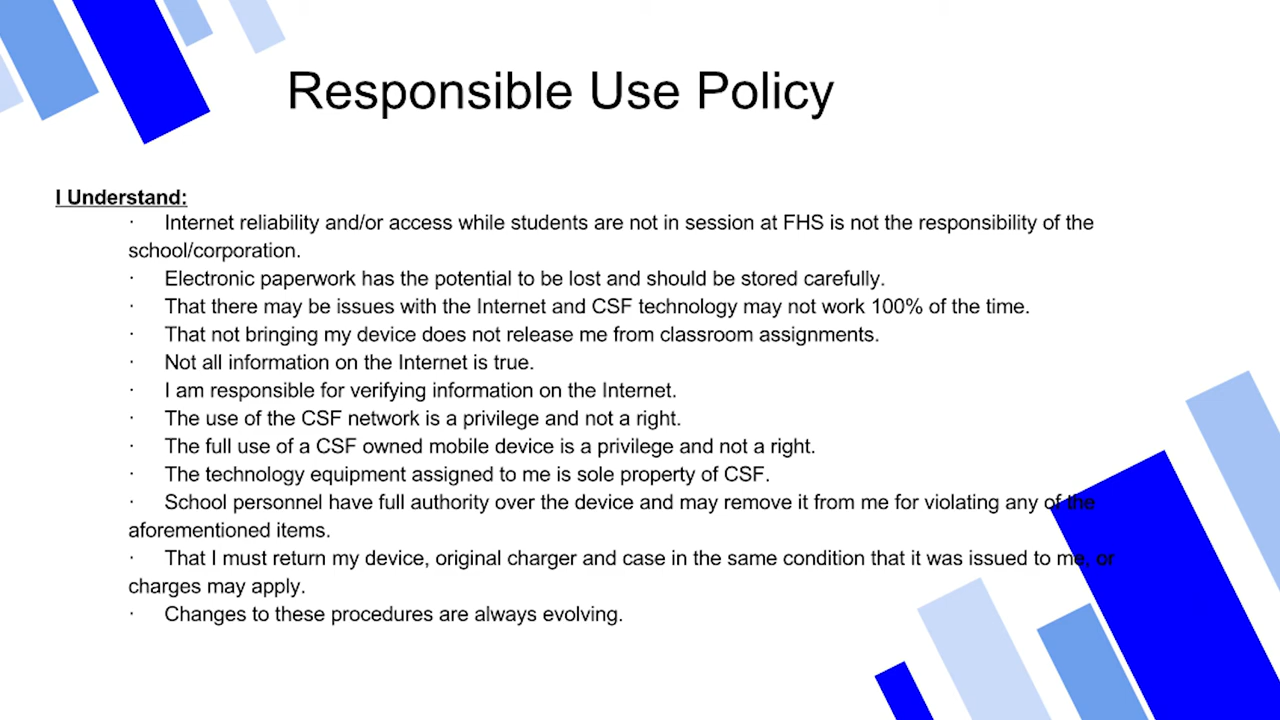 Responsible Use Policy
I Understand:
· Internet reliability and/or access while students are not in session at FHS is not the responsibility of the
school/corporation.
· Electronic paperwork has the potential to be lost and should be stored carefully.
· That there may be issues with the Internet and CSF technology may not work 100% of the time.
· That not bringing my device does not release me from classroom assignments.
· Not all information on the Internet is true.
· I am responsible for verifying information on the Internet.
· The use of the CSF network is a privilege and not a right.
· The full use of a CSF owned mobile device is a privilege and not a right.
· The technology equipment assigned to me is sole property of CSF.
· School personnel have full authority over the device and may remove it from me for violating any of the
aforementioned items.
· That I must return my device, original charger and case in the same condition that it was issued to me, or
charges may apply.
· Changes to these procedures are always evolving.